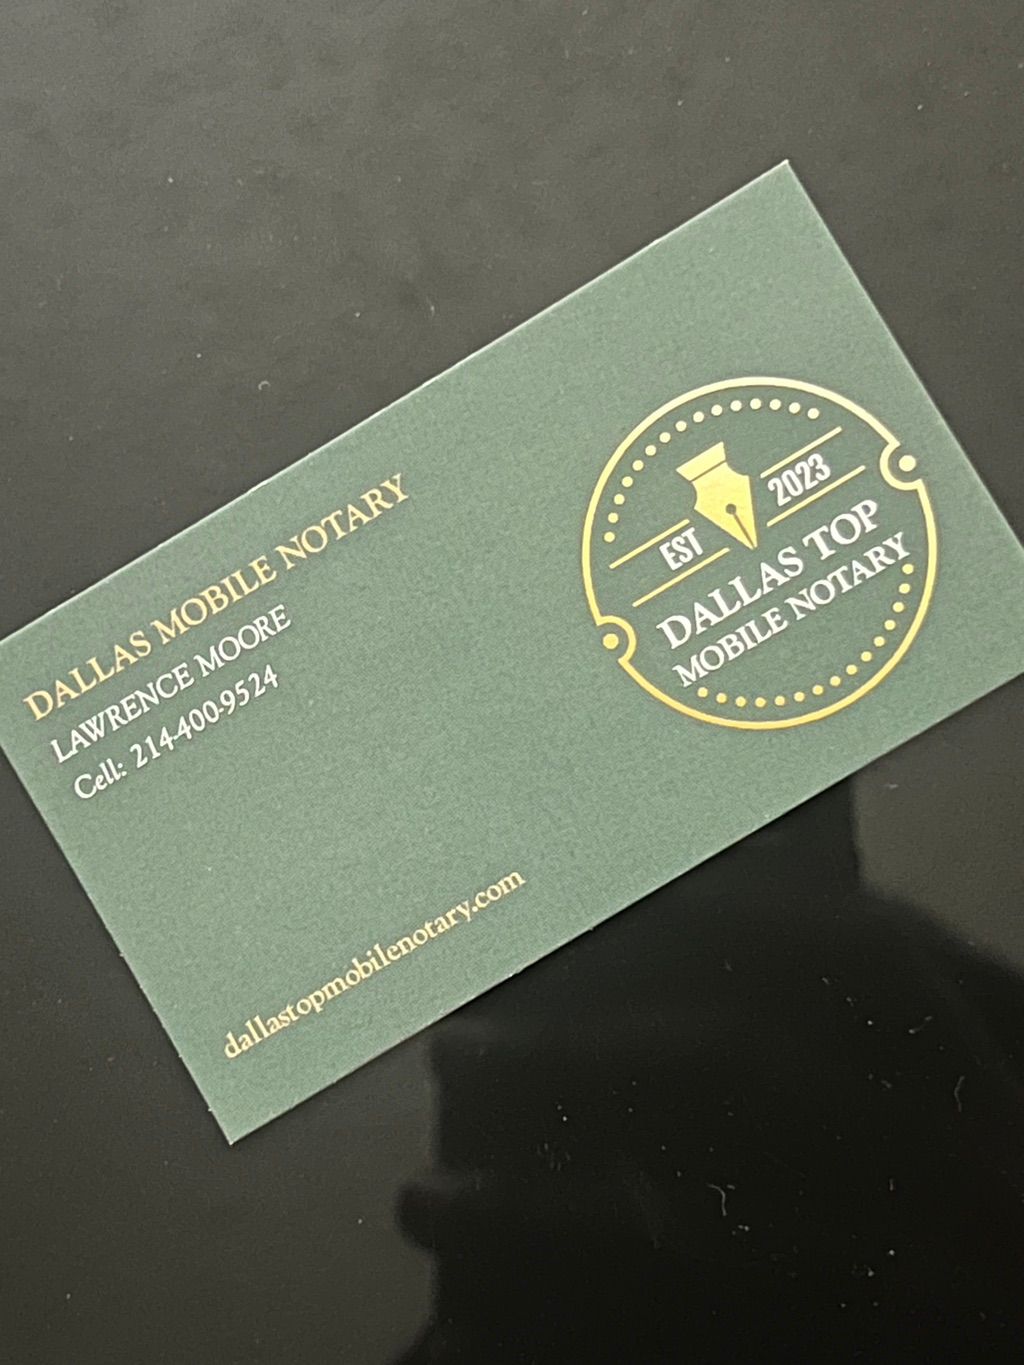 DALLAS MOBILE NOTARY
LAWRENCE MOORE
Cell: 214-400-9524
dallastopmobilenotary.com
EST 2023
DALLAS TOP
MOBILE NOTARY